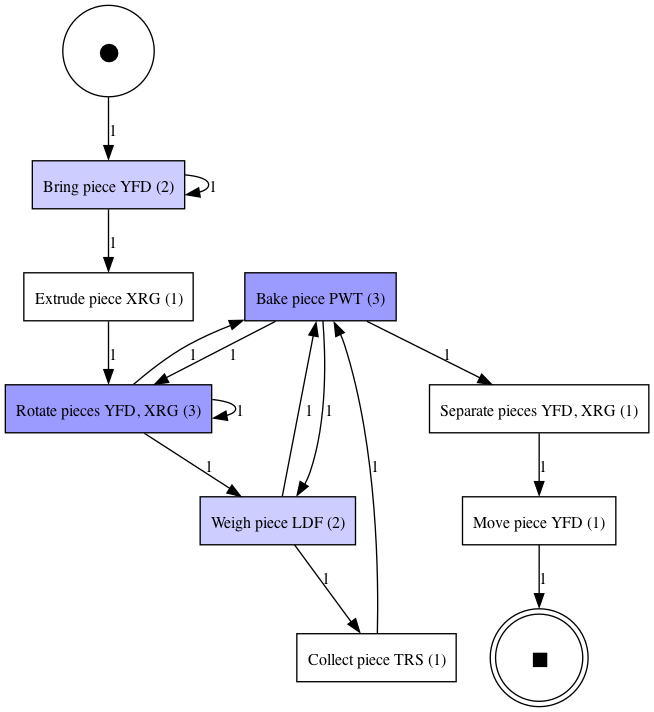 1
Bring piece YFD (2)
1
1
Extrude piece XRG (1)
Bake piece PWT (3)
1
1
1
1
Rotate pieces YFD, XRG (3)
1
Separate pieces YFD, XRG (1)
1
1
1
1
1
Weigh piece LDF (2)
Move piece YFD (1)
1
1
Collect piece TRS (1)